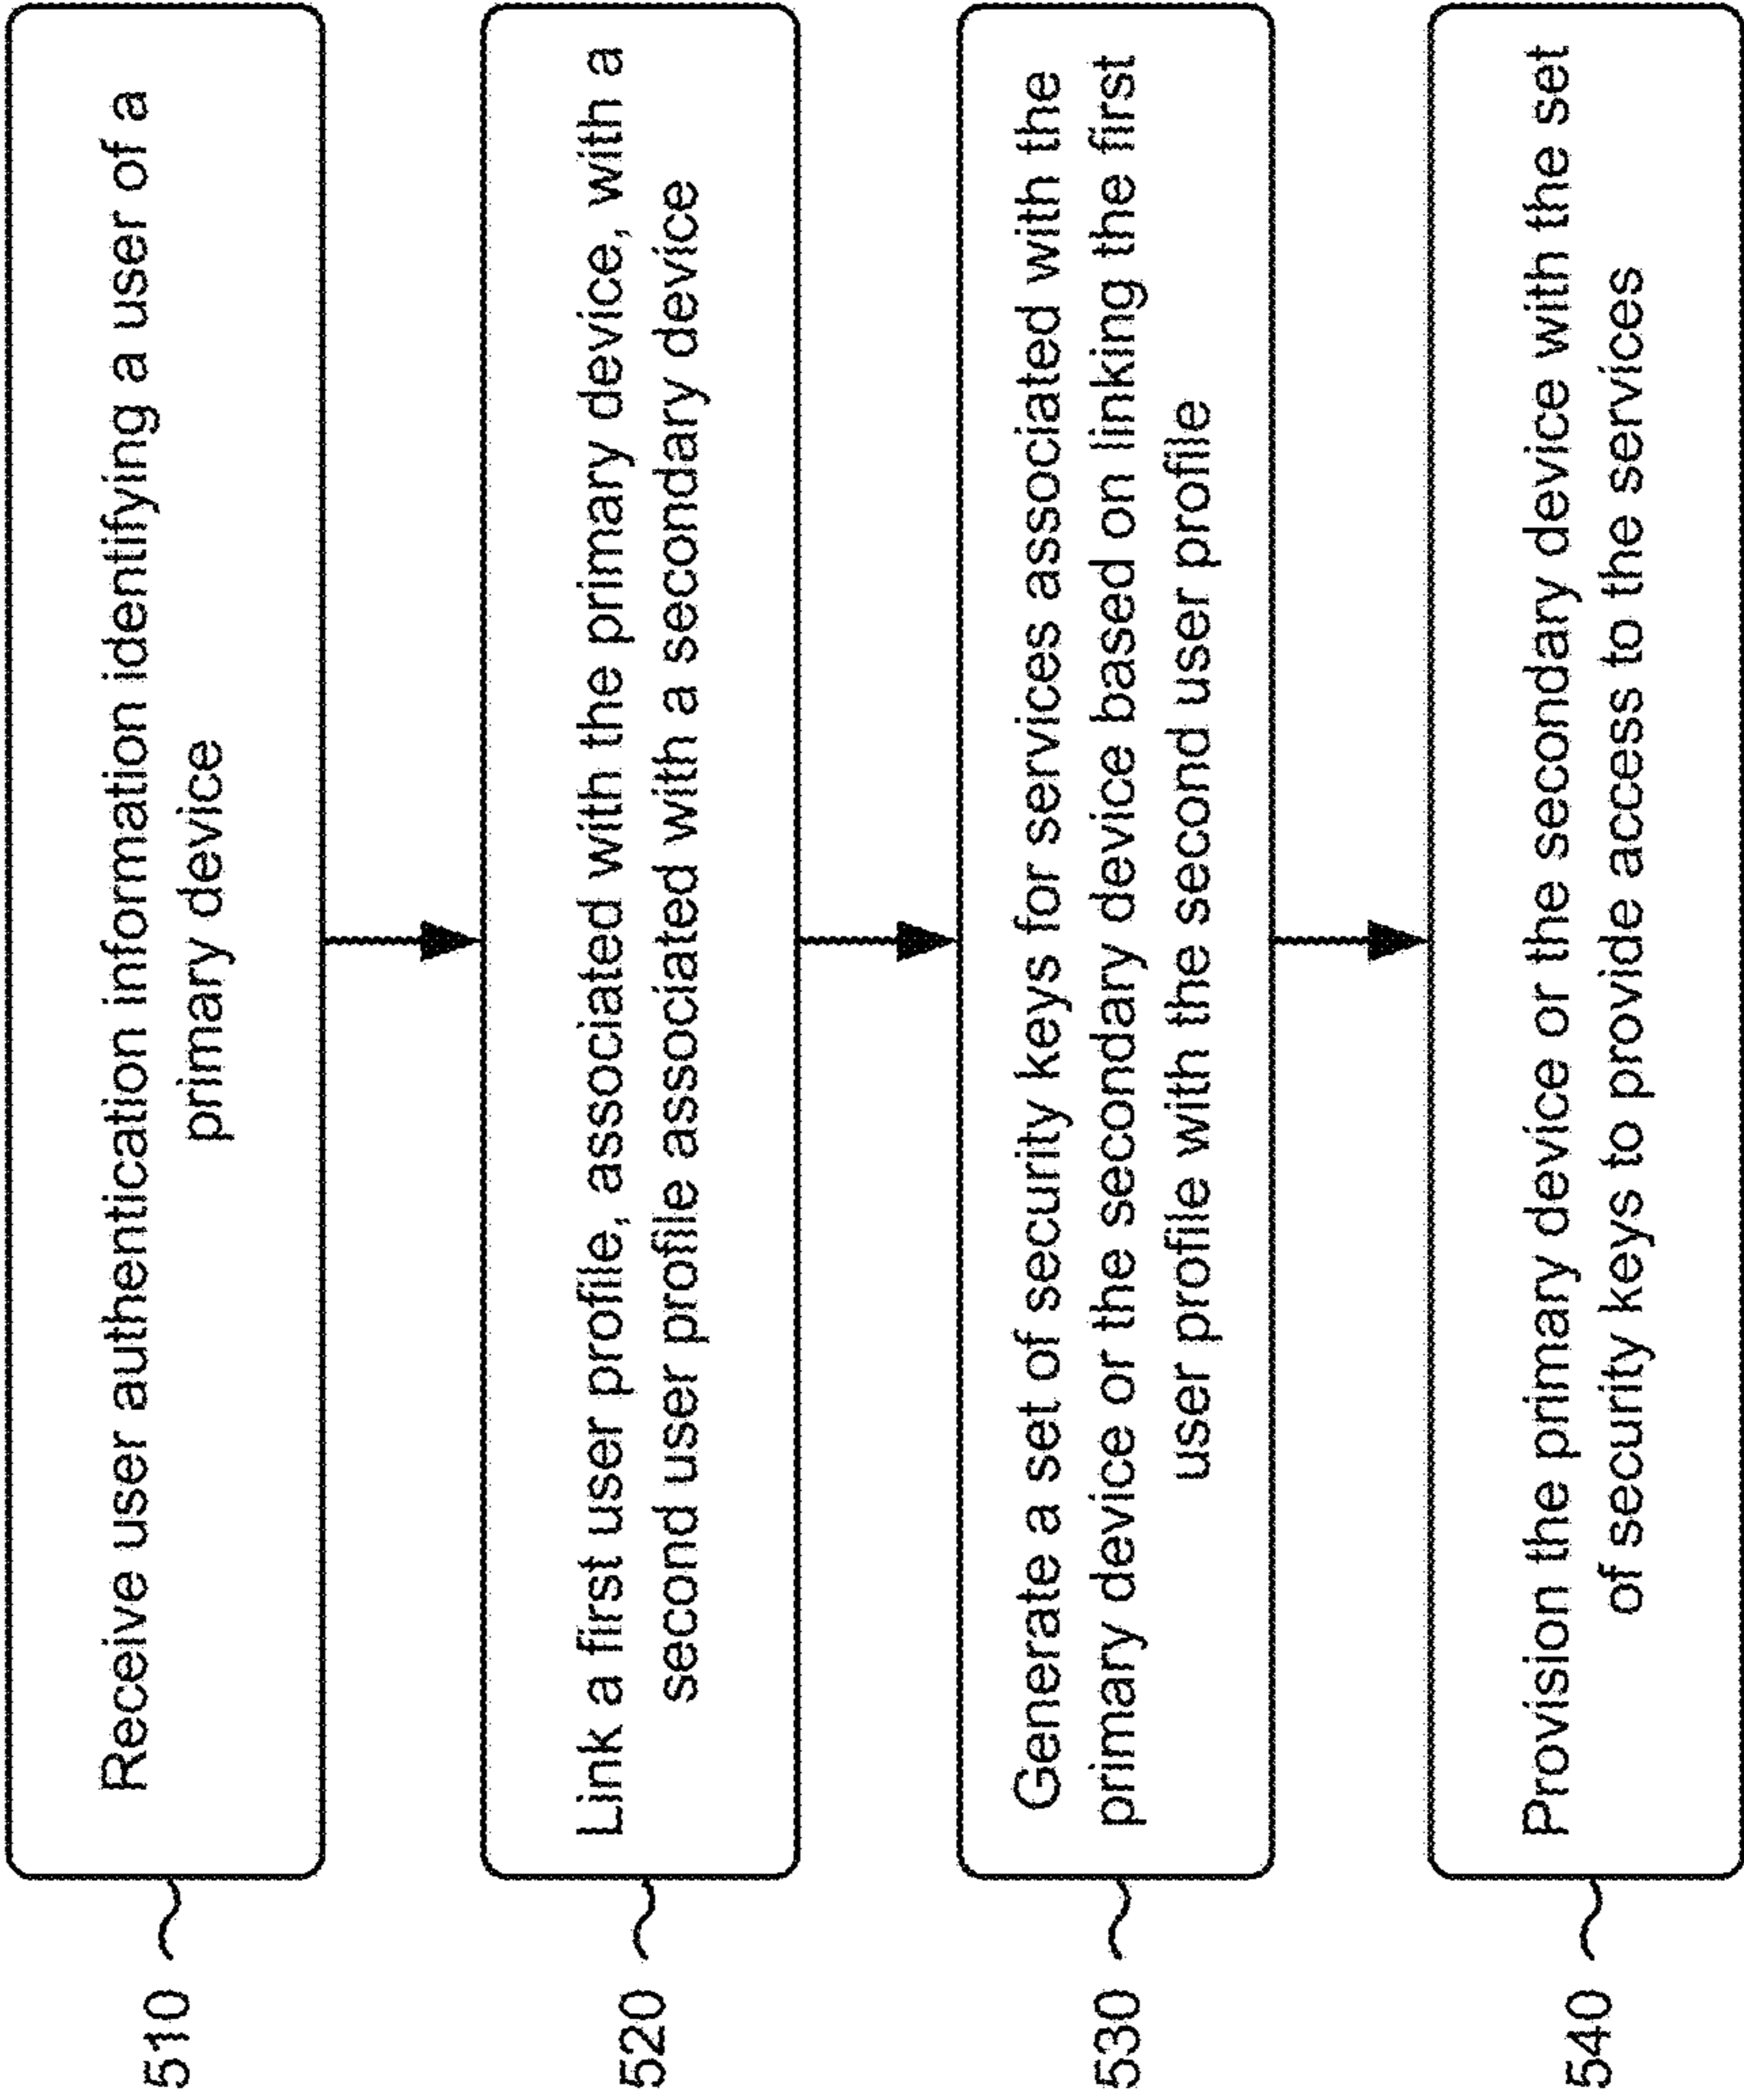 510
Receive user authentication information identifying a user of a
primary device
520
Link a first user profile, associated with the primary device, with a
second user profile associated with a secondary device
530
Generate a set of security keys for services associated with the
primary device or the secondary device based on linking the first
user profile with the second user profile
540
Provision the primary device or the secondary device with the set
of security keys to provide access to the services